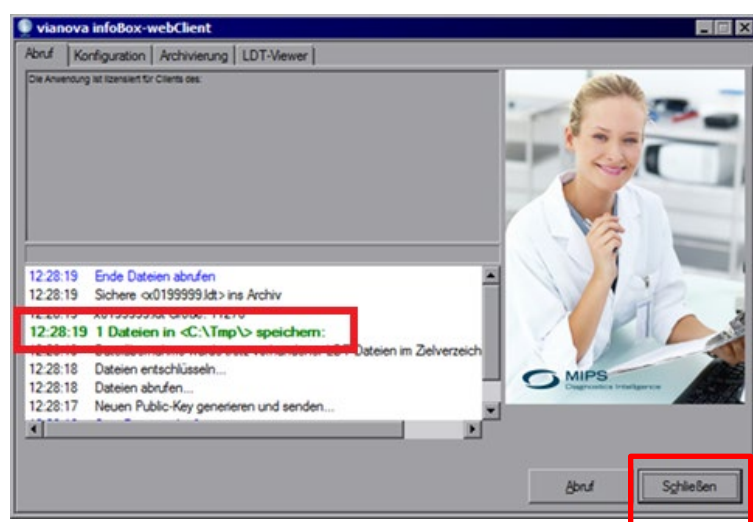 vianova infoBox-webClient
Abruf Konfiguration Archivierung LDT-Viewer
Die Anwendung ist lizensiert für Clients des:
12:28:19 Ende Dateien abrufen
12:28:19 Sichere <x0199999.ldt> ins Archiv
12:28:19 1 Dateien in <C:\Tmp\> speichern:
Dateien im Zielverzeich
12:28:18 Dateien entschlüsseln...
12:28:18 Dateien abrufen...
12:28:17 Neuen Public-Key generieren und senden...
MIPS
Diagnostics Intelligence
Abruf
Schließen